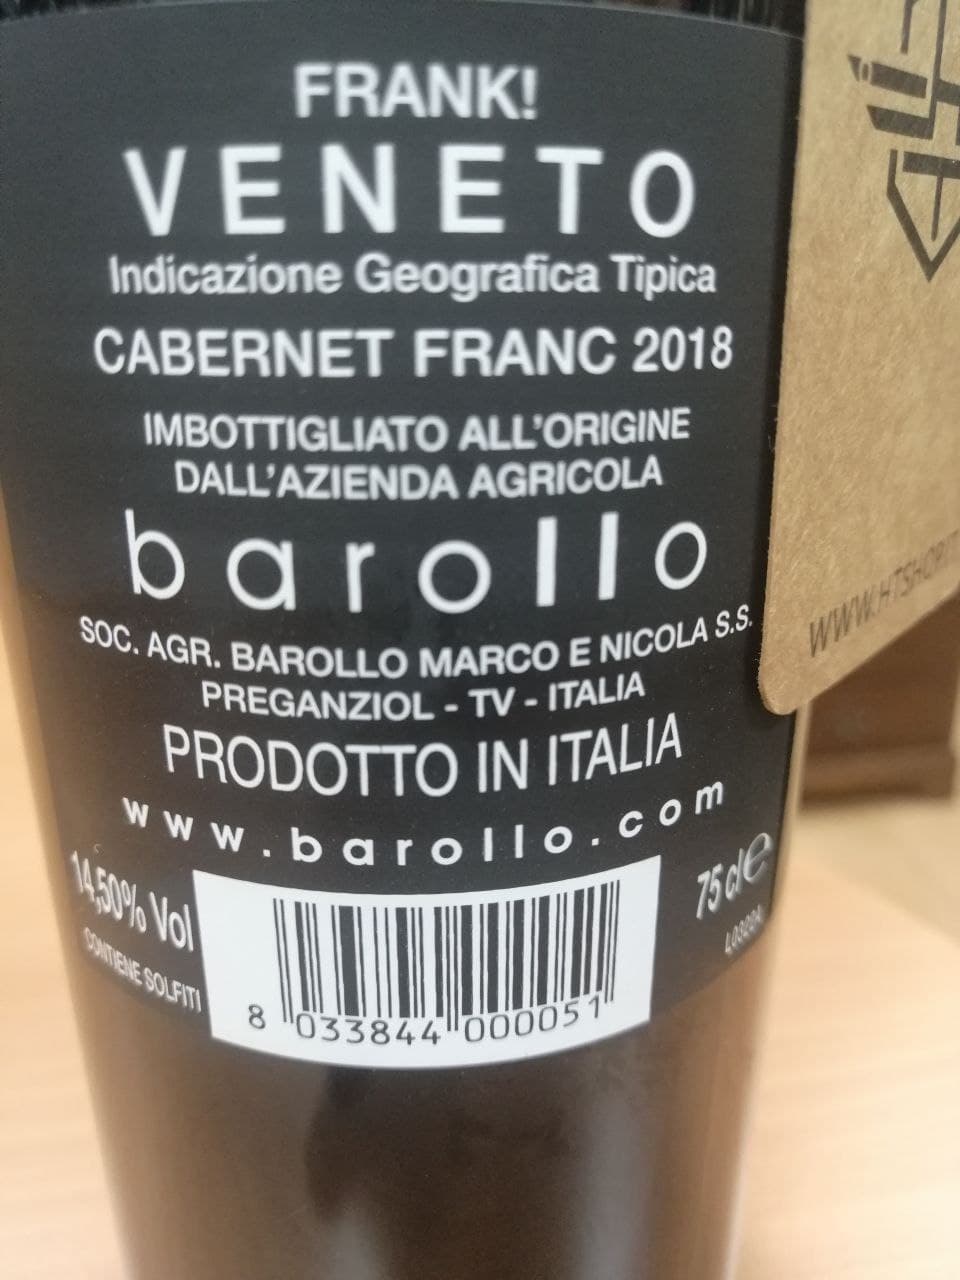 FRANK!
VENETO
Indicazione Geografica Tipica
CABERNET FRANC 2018
IMBOTTIGLIATO ALL'ORIGINE
DALL'AZIENDA AGRICOLA
barollo
SOC. AGR. BAROLLO MARCO E NICOLA S.S.
PREGANZIOL - TV - ITALIA
PRODOTTO IN ITALIA
www.barollo.com
14,50% Vol
CONTIENE SOLFITI
75 cl e
8 033844 000051